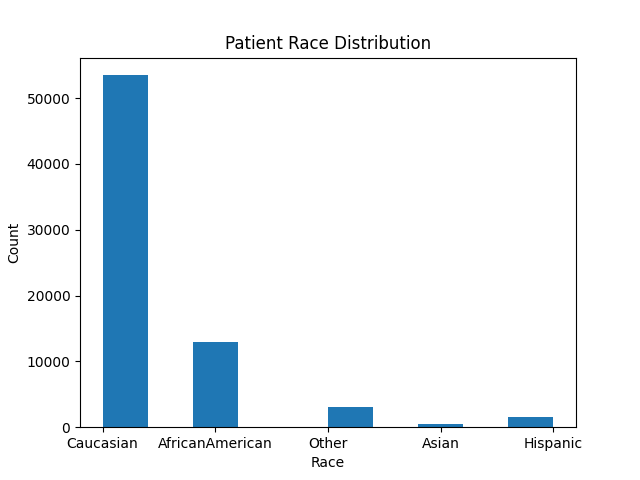 Patient Race Distribution
Count
50000
40000
30000
20000
10000
0
Caucasian AfricanAmerican Other Asian Hispanic
Race